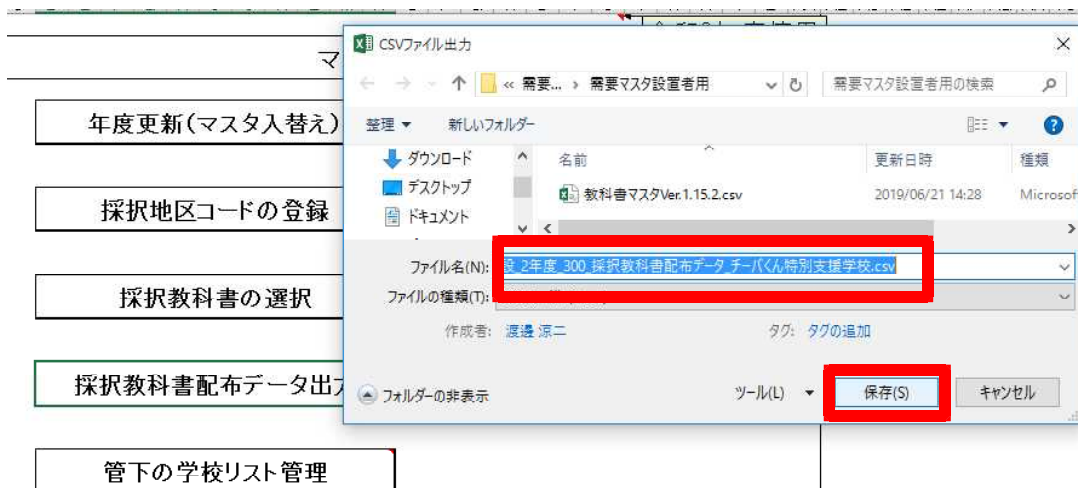 CSVファイル出力
マ
« 需要... › 需要マスタ設置者用
需要マスタ設置者用の検索
年度更新(マスタ入替え)
整理 新しいフォルダー
ダウンロード
名前 更新日時 種類
デスクトップ
教科書マスタVer.1.15.2.csv 2019/06/21 14:28 Microsof
ドキュメント
採択地区コードの登録
ファイル名(N): 設_2年度_300_採択教科書配布データ_チーバくん特別支援学校.csv
ファイルの種類(T):
採択教科書の選択
作成者: 渡邉 涼二 タグ: タグの追加
採択教科書配布データ出
フォルダーの非表示 ツール(L) 保存(S) キャンセル
管下の学校リスト管理